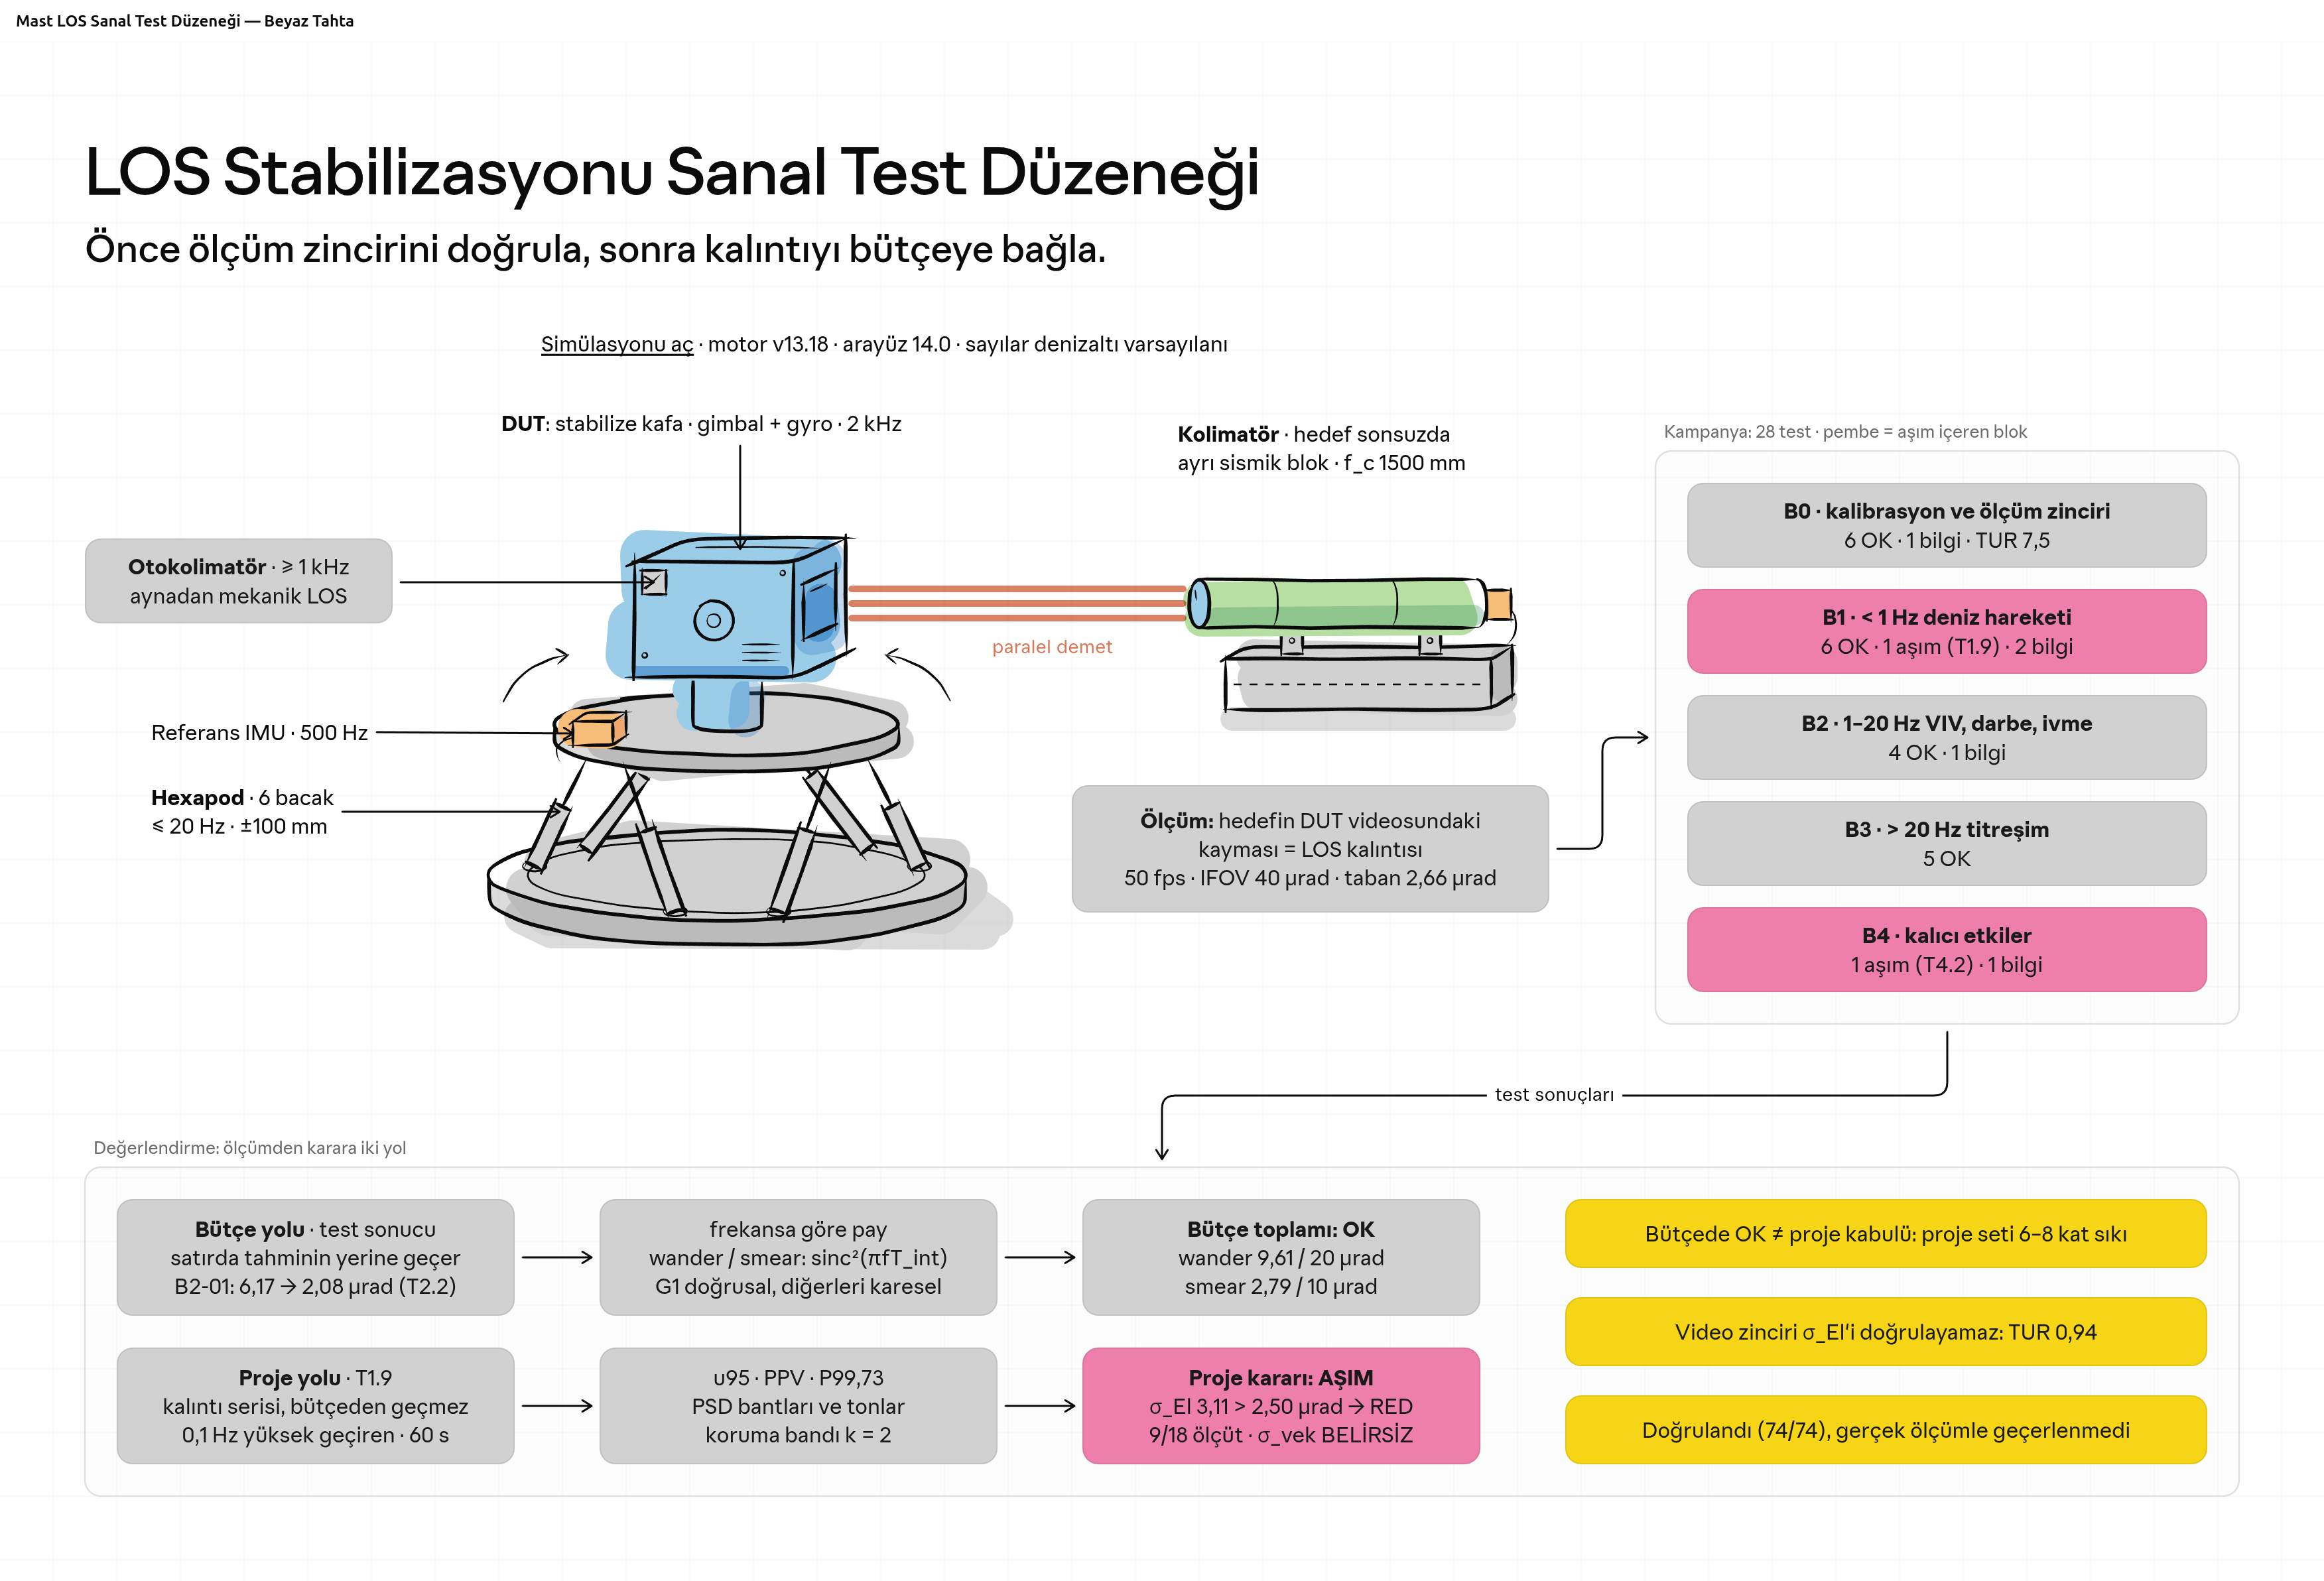 Mast LOS Sanal Test Düzeneği — Beyaz Tahta
LOS Stabilizasyonu Sanal Test Düzeneği
Önce ölçüm zincirini doğrula, sonra kalıntıyı bütçeye bağla.
Simülasyonu aç · motor v13.18 · arayüz 14.0 · sayılar denizaltı varsayılanı
DUT: stabilize kafa · gimbal + gyro · 2 kHz
Kolimatör · hedef sonsuzda
ayrı sismik blok · f_c 1500 mm
Otokolimatör · ≥ 1 kHz
aynadan mekanik LOS
paralel demet
Referans IMU · 500 Hz
Hexapod · 6 bacak
≤ 20 Hz · ±100 mm
Ölçüm: hedefin DUT videosundaki
kayması = LOS kalıntısı
50 fps · IFOV 40 µrad · taban 2,66 µrad
Kampanya: 28 test · pembe = aşım içeren blok
B0 · kalibrasyon ve ölçüm zinciri
6 OK · 1 bilgi · TUR 7,5
B1 · < 1 Hz deniz hareketi
6 OK · 1 aşım (T1.9) · 2 bilgi
B2 · 1–20 Hz VIV, darbe, ivme
4 OK · 1 bilgi
B3 · > 20 Hz titreşim
5 OK
B4 · kalıcı etkiler
1 aşım (T4.2) · 1 bilgi
test sonuçları
Değerlendirme: ölçümden karara iki yol
Bütçe yolu · test sonucu
satırda tahminin yerine geçer
B2-01: 6,17 → 2,08 µrad (T2.2)
frekansa göre pay
wander / smear: sinc²(πfT_int)
G1 doğrusal, diğerleri karesel
Bütçe toplamı: OK
wander 9,61 / 20 µrad
smear 2,79 / 10 µrad
Proje yolu · T1.9
kalıntı serisi, bütçeden geçmez
0,1 Hz yüksek geçiren · 60 s
u95 · PPV · P99,73
PSD bantları ve tonlar
koruma bandı k = 2
Proje kararı: AŞIM
σ_El 3,11 > 2,50 µrad → RED
9/18 ölçüt · σ_vek BELİRSİZ
Bütçede OK ≠ proje kabulü: proje seti 6–8 kat sıkı
Video zinciri σ_El'i doğrulayamaz: TUR 0,94
Doğrulandı (74/74), gerçek ölçümle geçerlenmedi